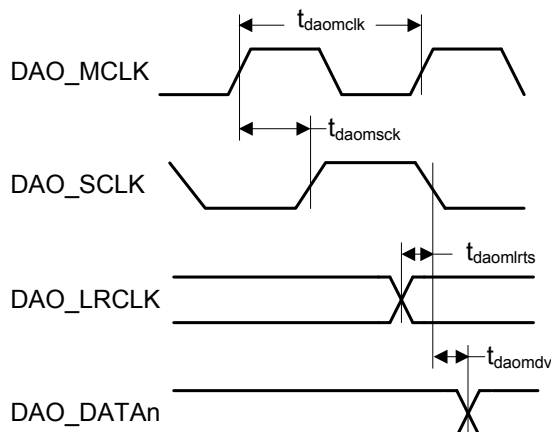 t_daomclk
DAO_MCLK
t_daomsck
DAO_SCLK
t_daomlrts
DAO_LRCLK
t_daomdv
DAO_DATAn